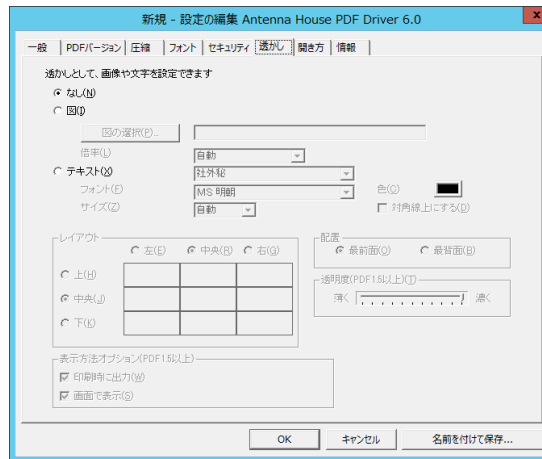 新規 - 設定の編集 Antenna House PDF Driver 6.0
x
一般 PDFバージョン 圧縮 フォント セキュリティ 透かし 開き方 情報
透かしとして、画像や文字を設定できます
なし(N)
図(I)
図の選択(P)...
倍率(L) 自動
テキスト(X) 社外秘
フォント(F) MS 明朝 色(C)
サイズ(Z) 自動 対角線上にする(D)
レイアウト 配置
左(E) 中央(R) 右(G) 最前面(O) 最背面(B)
上(H) 透明度(PDF1.5以上)(T)
中央(J) 薄く 濃く
下(K)
表示方法オプション(PDF1.5以上)
印刷時に出力(W)
画面で表示(S)
OK キャンセル 名前を付けて保存...